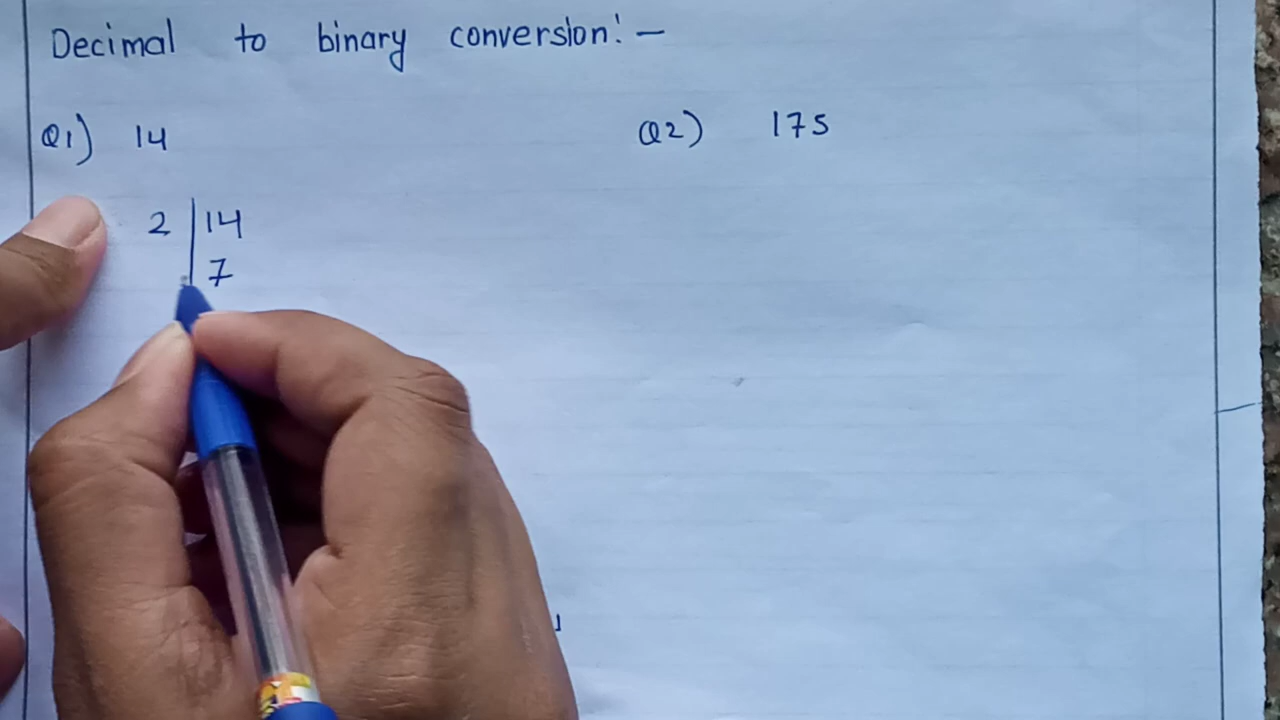 Decimal to binary conversion:-
Q1) 14
Q2) 175
2 | 14
7